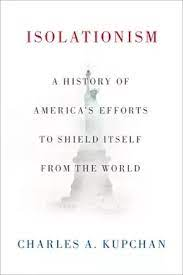 ISOLATIONISM
A HISTORY OF
AMERICA'S EFFORTS
TO SHIELD ITSELF
FROM THE WORLD
CHARLES A. KUPCHAN